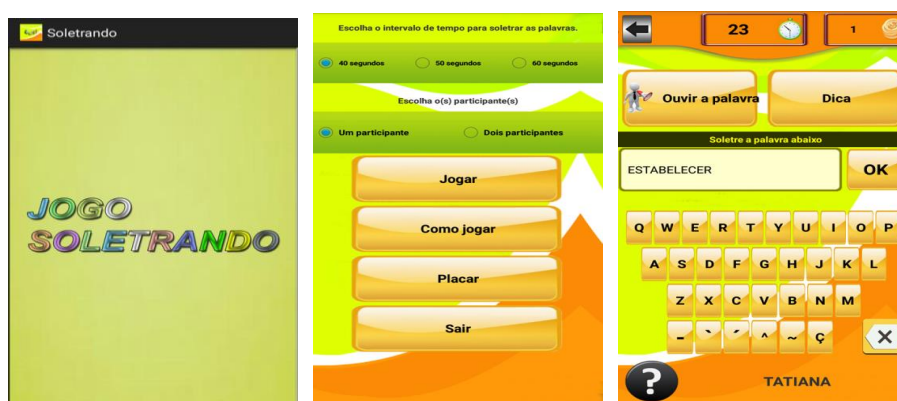 Soletrando
JOGO
SOLETRANDO
Escolha o intervalo de tempo para soletrar as palavras.
40 segundos
50 segundos
60 segundos
Escolha o(s) participante(s)
Um participante
Dois participantes
Jogar
Como jogar
Placar
Sair
23
1
Ouvir a palavra
Dica
Soletre a palavra abaixo
ESTABELECER
OK
Q W E R T Y U I O P
A S D F G H J K L
Z X C V B N M
- ` ´ ^ ~ Ç
?
TATIANA